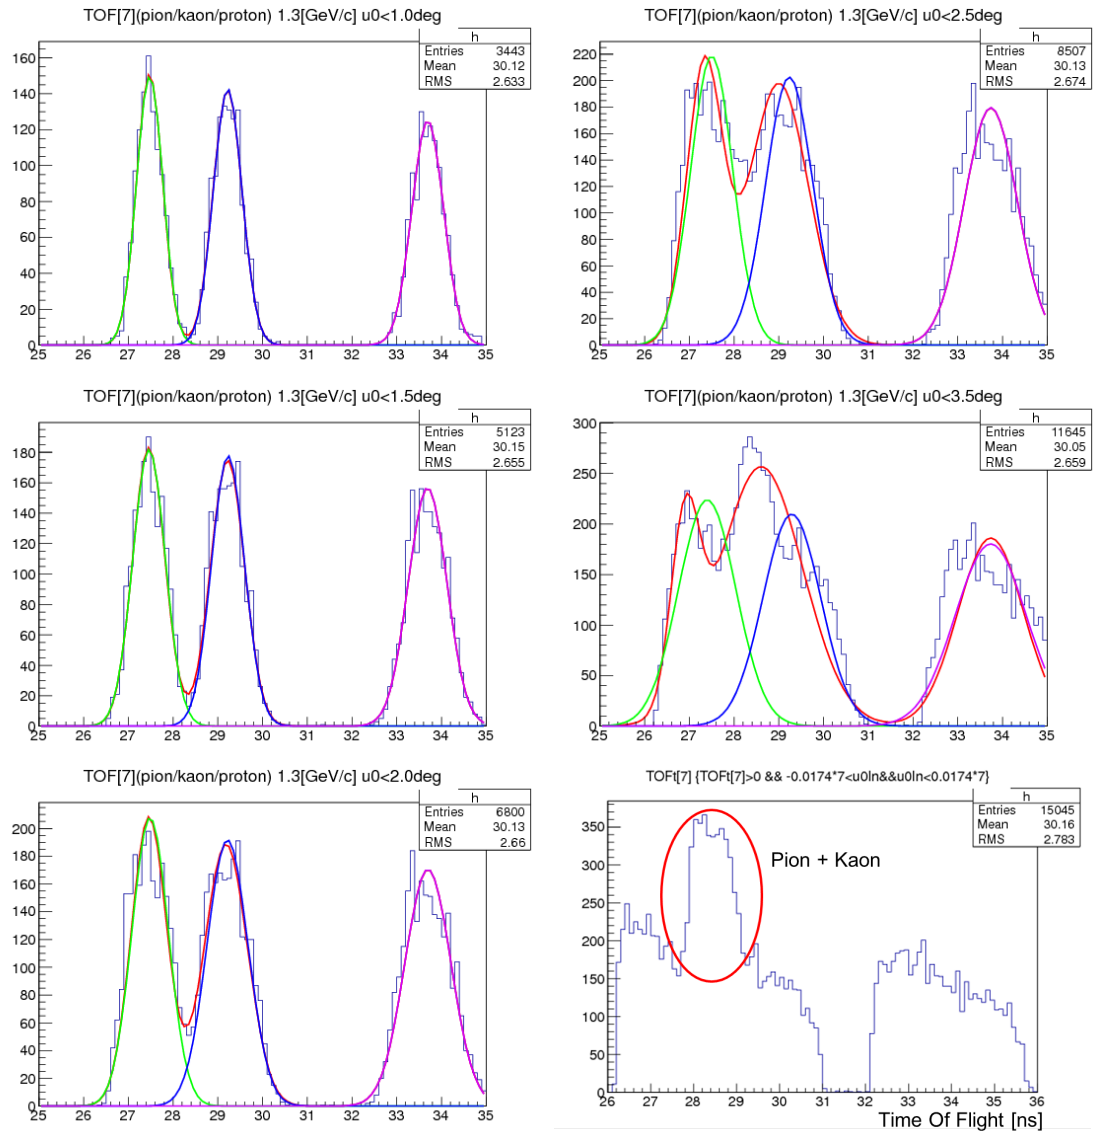 TOF[7](pion/kaon/proton) 1.3[GeV/c] u0<1.0deg
h
Entries 3443
Mean 30.12
RMS 2.633
160
140
120
100
80
60
40
20
0
25 26 27 28 29 30 31 32 33 34 35
TOF[7](pion/kaon/proton) 1.3[GeV/c] u0<2.5deg
h
Entries 8507
Mean 30.13
RMS 2.674
220
200
180
160
140
120
100
80
60
40
20
0
25 26 27 28 29 30 31 32 33 34 35
TOF[7](pion/kaon/proton) 1.3[GeV/c] u0<1.5deg
h
Entries 5123
Mean 30.15
RMS 2.655
180
160
140
120
100
80
60
40
20
0
25 26 27 28 29 30 31 32 33 34 35
TOF[7](pion/kaon/proton) 1.3[GeV/c] u0<3.5deg
h
Entries 11645
Mean 30.05
RMS 2.659
300
250
200
150
100
50
0
25 26 27 28 29 30 31 32 33 34 35
TOF[7](pion/kaon/proton) 1.3[GeV/c] u0<2.0deg
h
Entries 6800
Mean 30.13
RMS 2.66
200
180
160
140
120
100
80
60
40
20
0
25 26 27 28 29 30 31 32 33 34 35
TOFt[7] {TOFt[7]>0 && -0.0174*7<u0ln&&u0ln<0.0174*7}
h
Entries 15045
Mean 30.16
RMS 2.783
Pion + Kaon
350
300
250
200
150
100
50
0
26 27 28 29 30 31 32 33 34 35 36
Time Of Flight [ns]